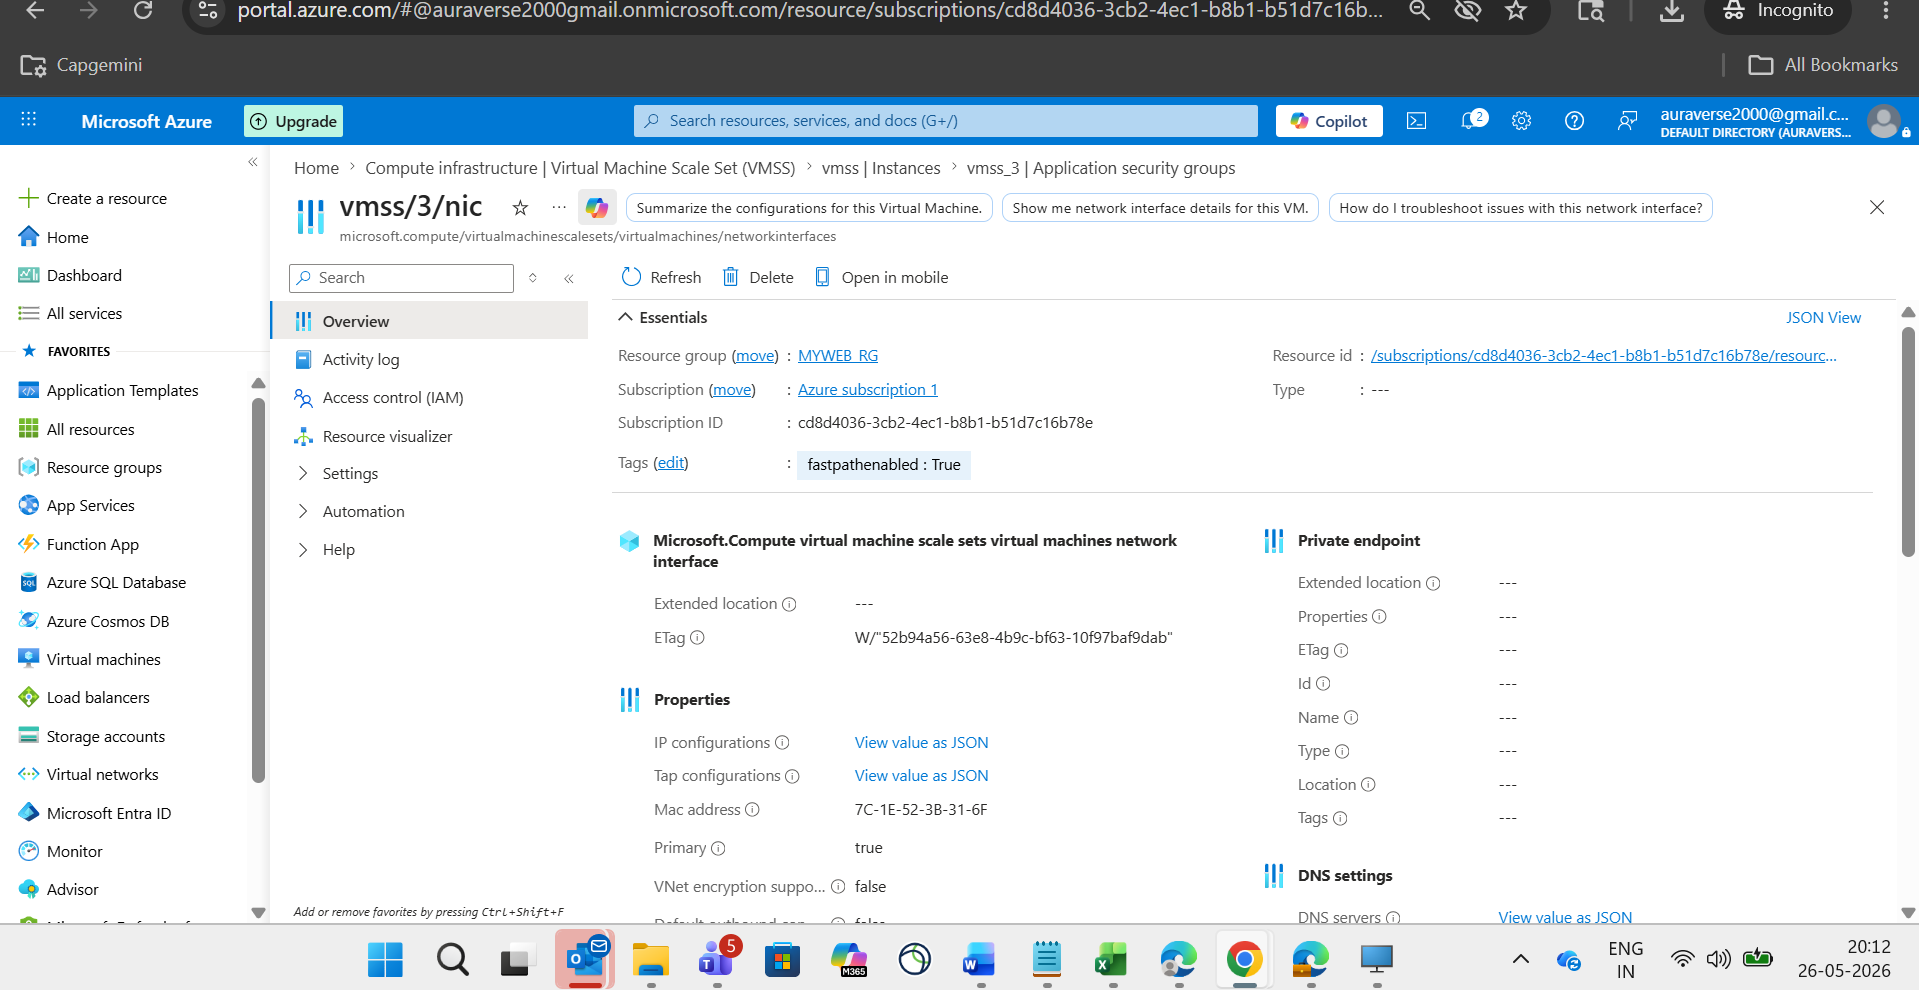 portal.azure.com/#@auraverse2000gmail.onmicrosoft.com/resource/subscriptions/cd8d4036-3cb2-4ec1-b8b1-b51d7c16b...
Incognito
Capgemini
All Bookmarks
Microsoft Azure
Upgrade
Search resources, services, and docs (G+/)
Copilot
2
auraverse2000@gmail.c...
DEFAULT DIRECTORY (AURAVERS...
Create a resource
Home
Dashboard
All services
FAVORITES
Application Templates
All resources
Resource groups
App Services
Function App
Azure SQL Database
Azure Cosmos DB
Virtual machines
Load balancers
Storage accounts
Virtual networks
Microsoft Entra ID
Monitor
Advisor
Home > Compute infrastructure | Virtual Machine Scale Set (VMSS) > vmss | Instances > vmss_3 | Application security groups
vmss/3/nic
Summarize the configurations for this Virtual Machine.
Show me network interface details for this VM.
How do I troubleshoot issues with this network interface?
microsoft.compute/virtualmachinescalesets/virtualmachines/networkinterfaces
Search
Overview
Activity log
Access control (IAM)
Resource visualizer
Settings
Automation
Help
Add or remove favorites by pressing Ctrl+Shift+F
Refresh
Delete
Open in mobile
Essentials
JSON View
Resource group (move) : MYWEB_RG
Subscription (move) : Azure subscription 1
Subscription ID : cd8d4036-3cb2-4ec1-b8b1-b51d7c16b78e
Tags (edit) : fastpathenabled : True
Resource id : /subscriptions/cd8d4036-3cb2-4ec1-b8b1-b51d7c16b78e/resourc...
Type : ---
Microsoft.Compute virtual machine scale sets virtual machines network
interface
Extended location ---
ETag W/"52b94a56-63e8-4b9c-bf63-10f97baf9dab"
Properties
IP configurations View value as JSON
Tap configurations View value as JSON
Mac address 7C-1E-52-3B-31-6F
Primary true
VNet encryption suppo... false
Private endpoint
Extended location ---
Properties ---
ETag ---
Id ---
Name ---
Type ---
Location ---
Tags ---
DNS settings
DNS servers View value as JSON
5
M365
ENG
IN
20:12
26-05-2026